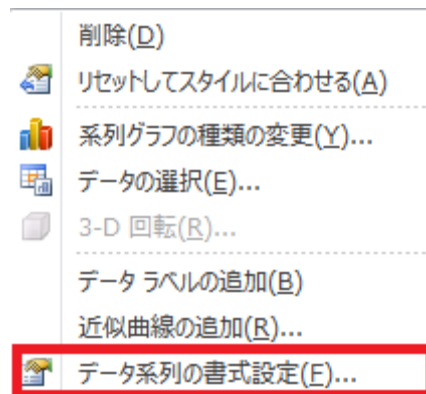 削除(D)
リセットしてスタイルに合わせる(A)
系列グラフの種類の変更(Y)...
データの選択(E)...
3-D 回転(R)...
データ ラベルの追加(B)
近似曲線の追加(R)...
データ系列の書式設定(F)...